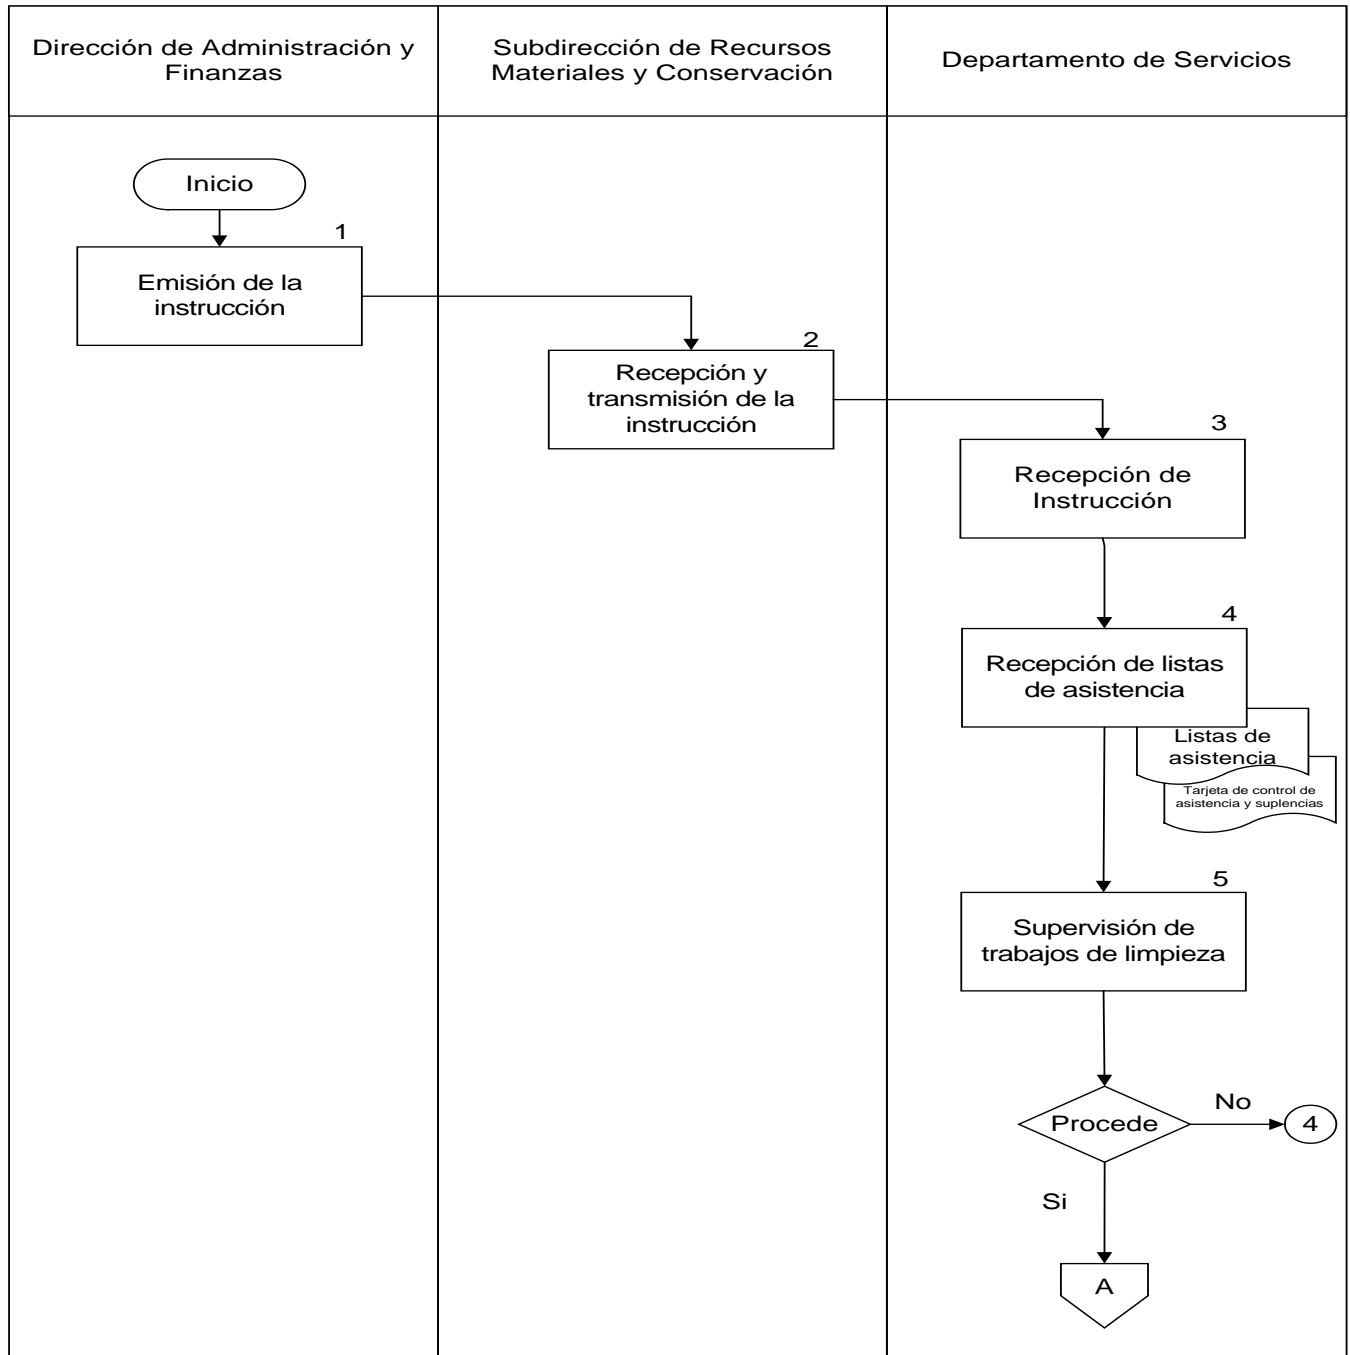 Dirección de Administración y
Finanzas
Subdirección de Recursos
Materiales y Conservación
Departamento de Servicios
Inicio
1
Emisión de la
instrucción
2
Recepción y
transmisión de la
instrucción
3
Recepción de
Instrucción
4
Recepción de listas
de asistencia
Listas de
asistencia
Tarjeta de control de
asistencia y suplencias
5
Supervisión de
trabajos de limpieza
Procede
No
4
Si
A